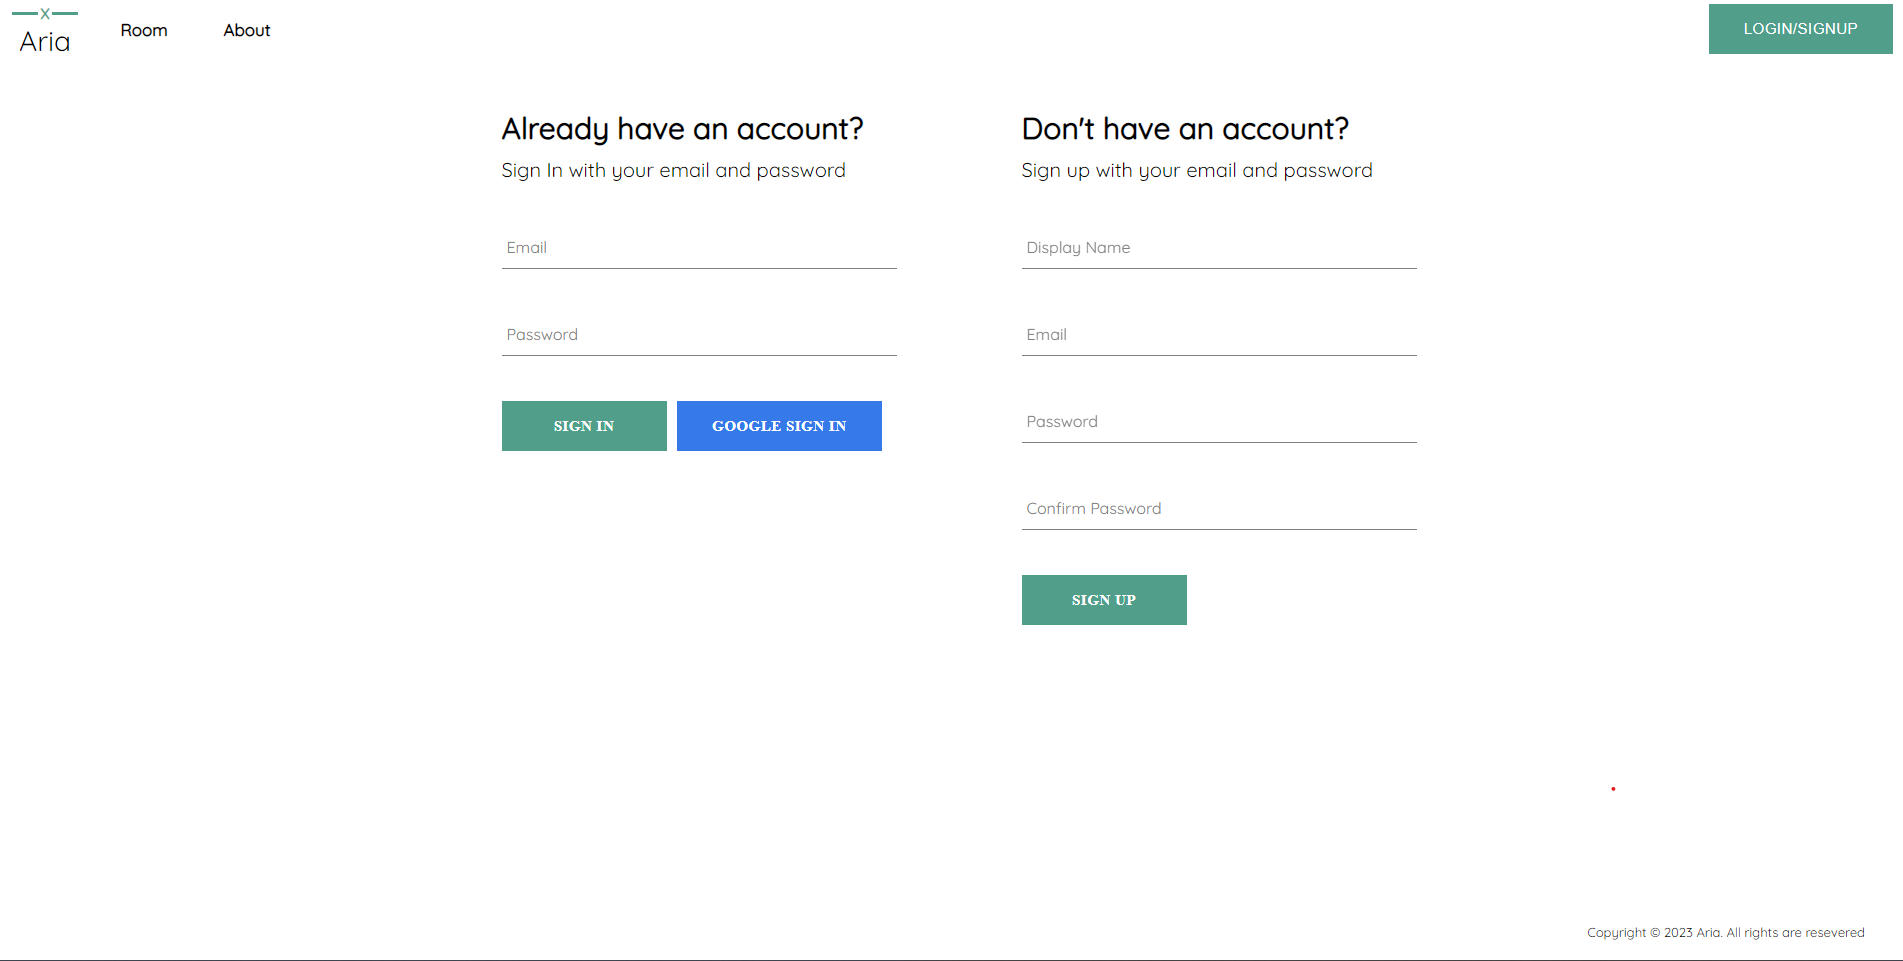 Aria
Room
About
LOGIN/SIGNUP
Already have an account?
Sign In with your email and password
Email
Password
SIGN IN
GOOGLE SIGN IN
Don't have an account?
Sign up with your email and password
Display Name
Email
Password
Confirm Password
SIGN UP
Copyright © 2023 Aria. All rights are resevered